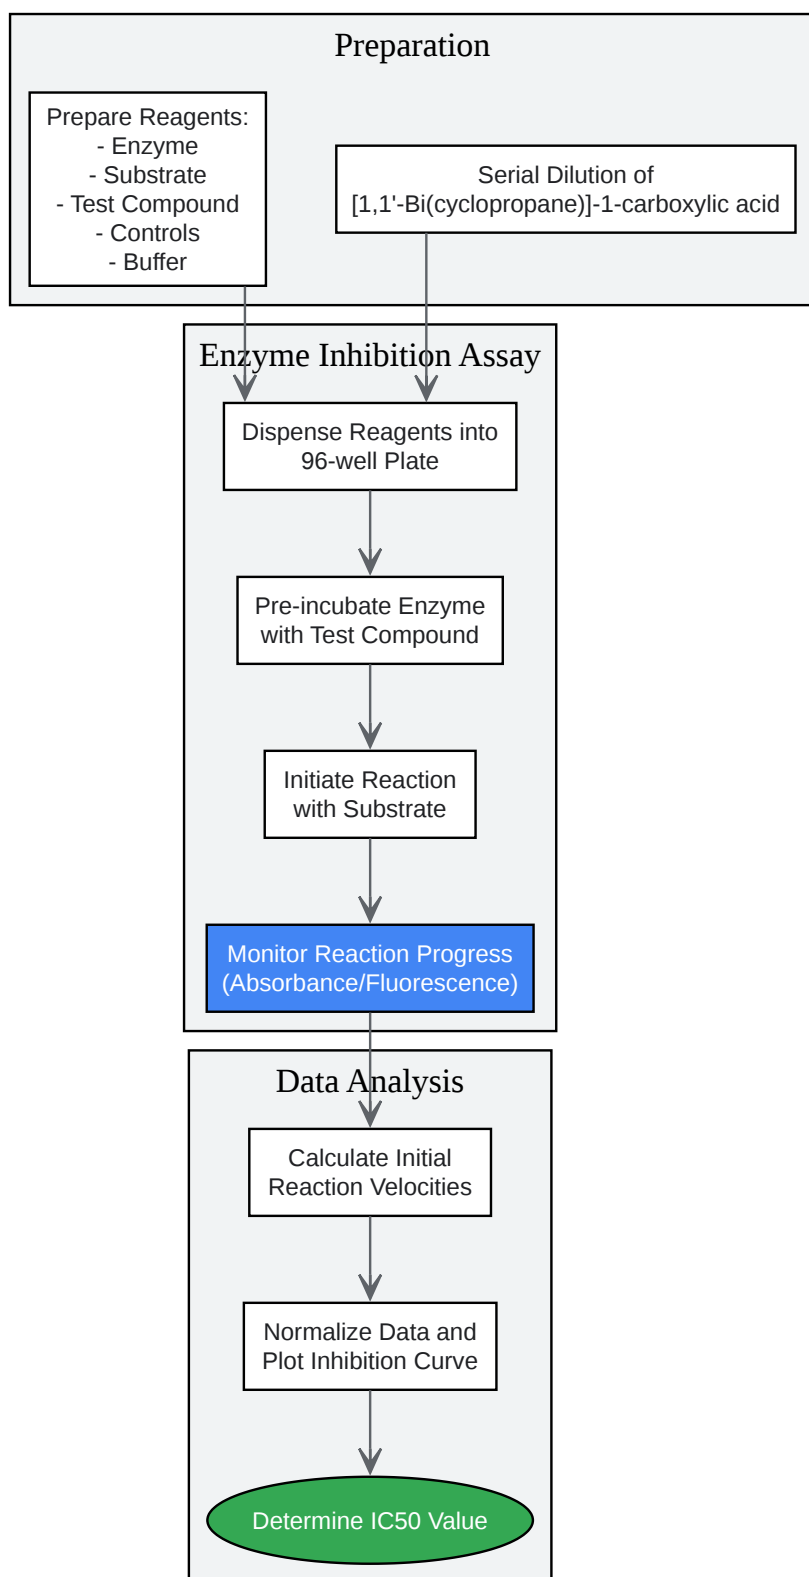 Preparation
Prepare Reagents:
- Enzyme
- Substrate
- Test Compound
- Controls
- Buffer
Serial Dilution of
[1,1'-Bi(cyclopropane)]-1-carboxylic acid
Enzyme Inhibition Assay
Dispense Reagents into
96-well Plate
Pre-incubate Enzyme
with Test Compound
Initiate Reaction
with Substrate
Monitor Reaction Progress
(Absorbance/Fluorescence)
Data Analysis
Calculate Initial
Reaction Velocities
Normalize Data and
Plot Inhibition Curve
Determine IC50 Value